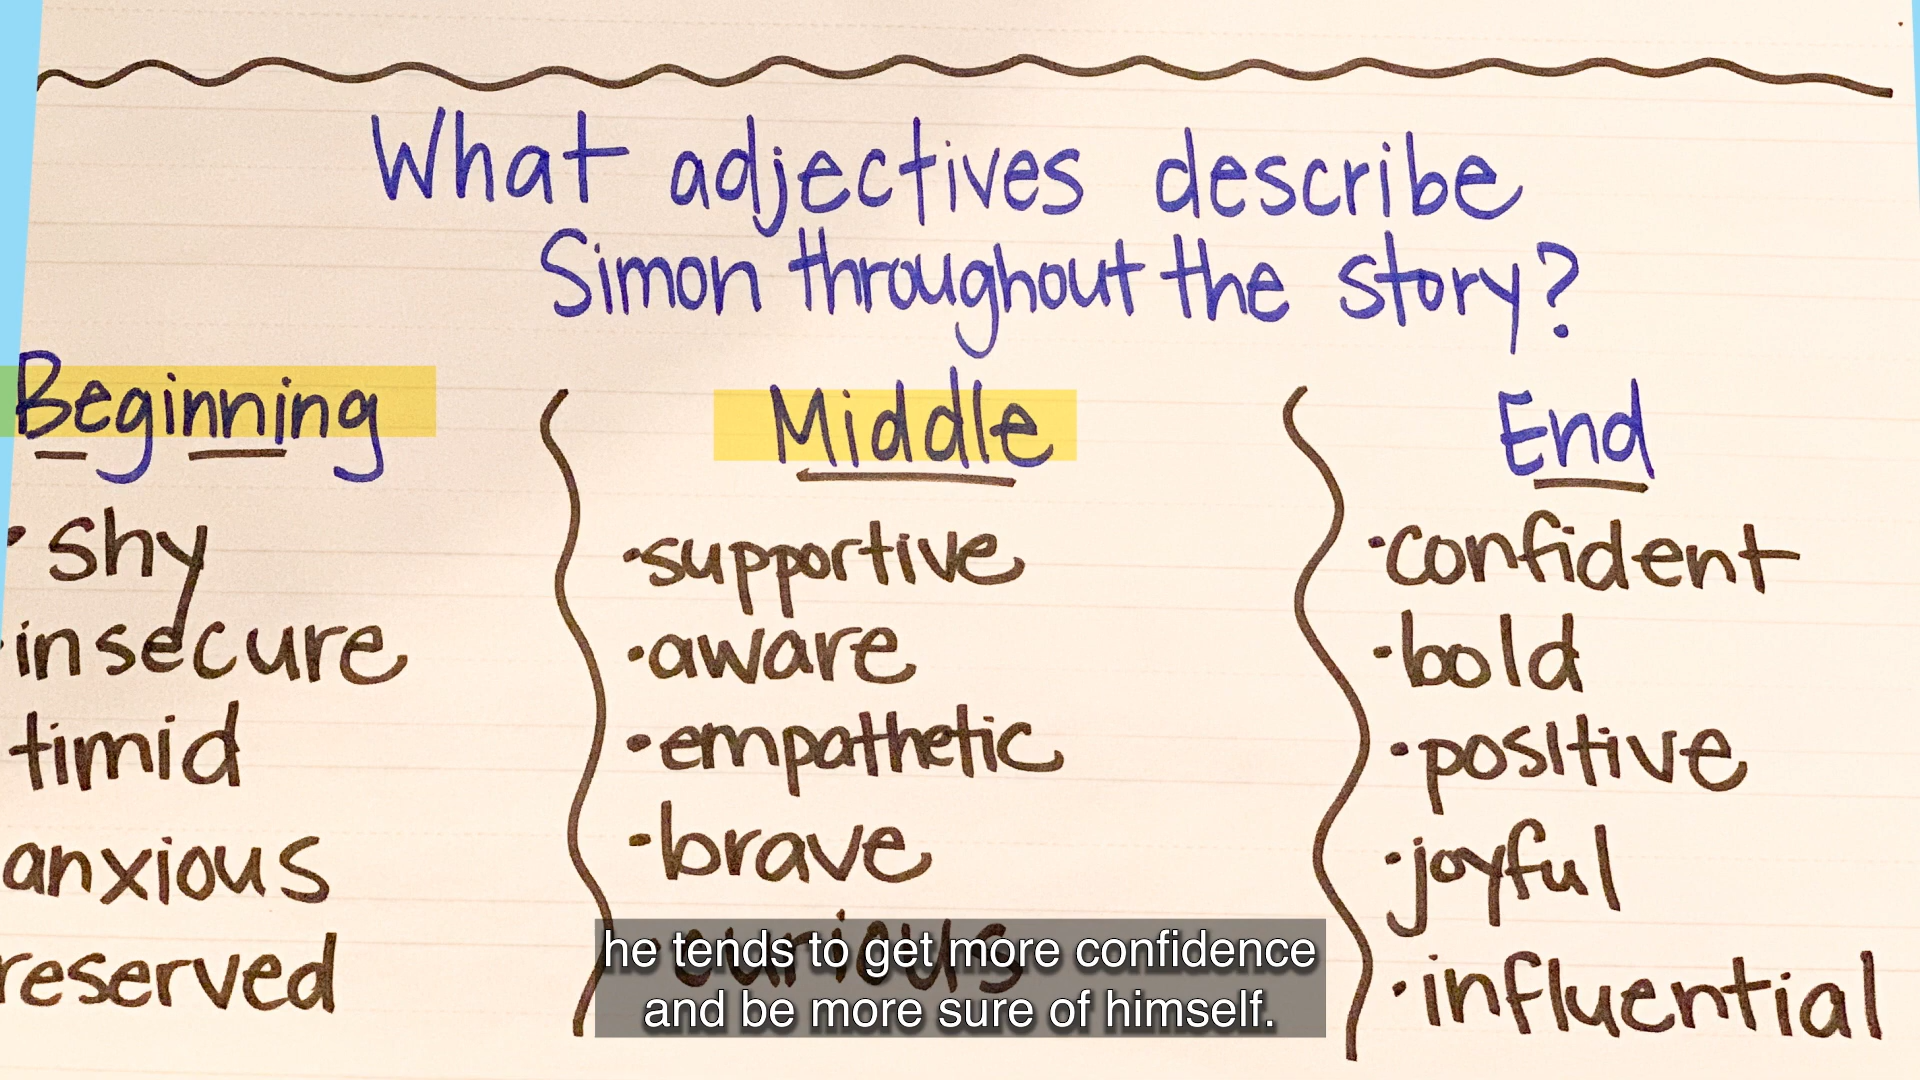 What adjectives describe
Simon throughout the story?
Beginning
• shy
• insecure
timid
anxious
reserved
Middle
• supportive
• aware
• empathetic
• brave
curious
End
• confident
• bold
• positive
• joyful
• influential
he tends to get more confidence
and be more sure of himself.